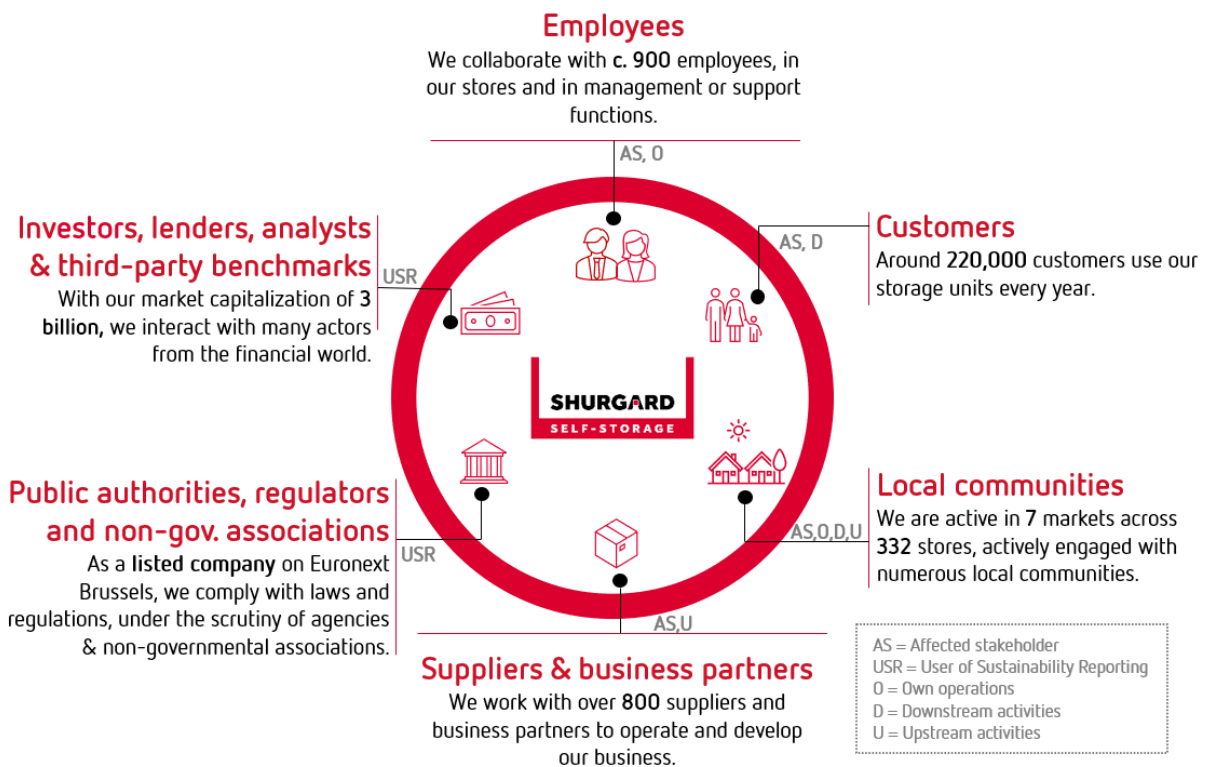 Employees
We collaborate with c. 900 employees, in
our stores and in management or support
functions.
AS, O
Investors, lenders, analysts
& third-party benchmarks
With our market capitalization of 3
billion, we interact with many actors
from the financial world.
USR
AS, D
Customers
Around 220,000 customers use our
storage units every year.
SHURGARD
SELF-STORAGE
Public authorities, regulators
and non-gov. associations
As a listed company on Euronext
Brussels, we comply with laws and
regulations, under the scrutiny of agencies
& non-governmental associations.
USR
AS,O,D,U
Local communities
We are active in 7 markets across
332 stores, actively engaged with
numerous local communities.
AS,U
Suppliers & business partners
We work with over 800 suppliers and
business partners to operate and develop
our business.
AS = Affected stakeholder
USR = User of Sustainability Reporting
O = Own operations
D = Downstream activities
U = Upstream activities